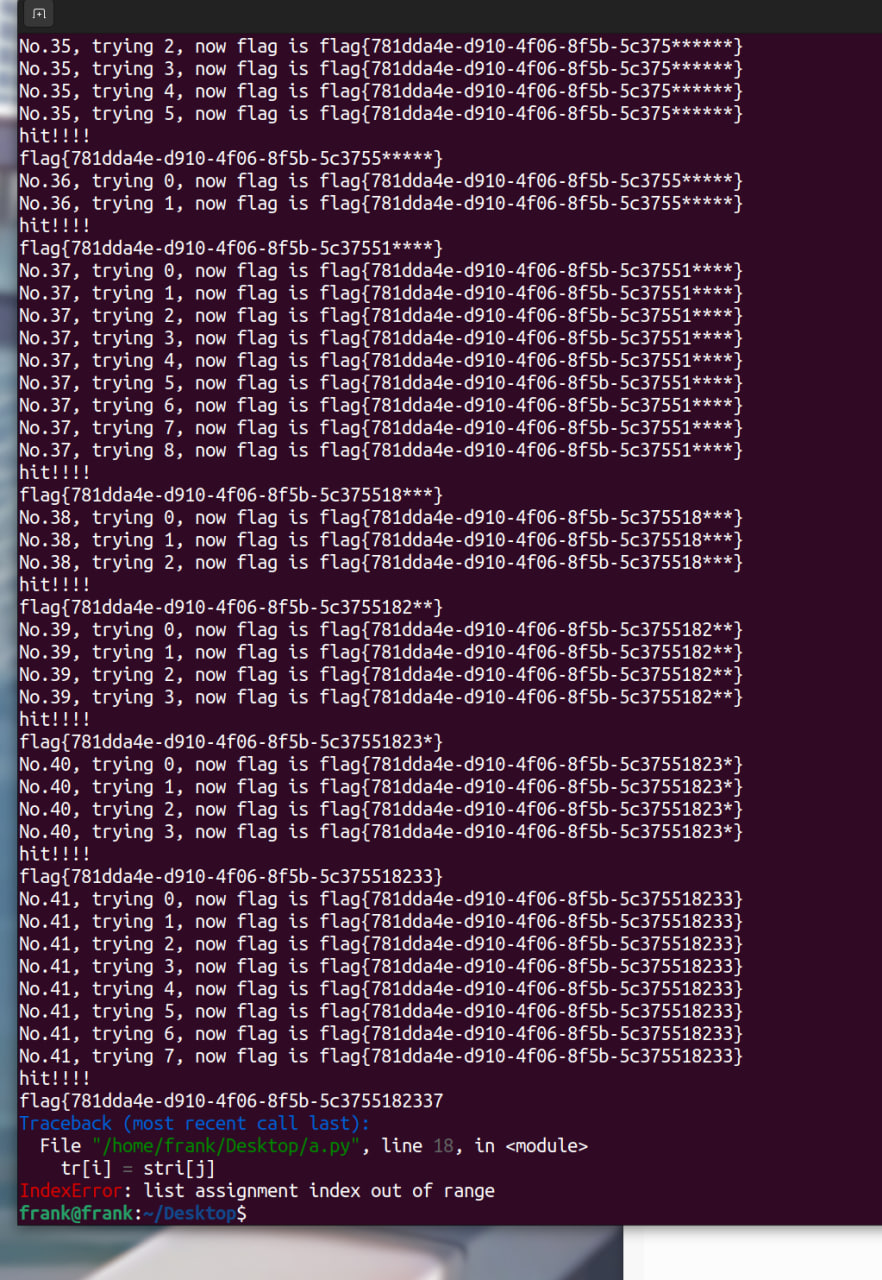 No.35, trying 2, now flag is flag{781dda4e-d910-4f06-8f5b-5c375******}
No.35, trying 3, now flag is flag{781dda4e-d910-4f06-8f5b-5c375******}
No.35, trying 4, now flag is flag{781dda4e-d910-4f06-8f5b-5c375******}
No.35, trying 5, now flag is flag{781dda4e-d910-4f06-8f5b-5c375******}
hit!!!!
flag{781dda4e-d910-4f06-8f5b-5c3755*****}
No.36, trying 0, now flag is flag{781dda4e-d910-4f06-8f5b-5c3755*****}
No.36, trying 1, now flag is flag{781dda4e-d910-4f06-8f5b-5c3755*****}
hit!!!!
flag{781dda4e-d910-4f06-8f5b-5c37551****}
No.37, trying 0, now flag is flag{781dda4e-d910-4f06-8f5b-5c37551****}
No.37, trying 1, now flag is flag{781dda4e-d910-4f06-8f5b-5c37551****}
No.37, trying 2, now flag is flag{781dda4e-d910-4f06-8f5b-5c37551****}
No.37, trying 3, now flag is flag{781dda4e-d910-4f06-8f5b-5c37551****}
No.37, trying 4, now flag is flag{781dda4e-d910-4f06-8f5b-5c37551****}
No.37, trying 5, now flag is flag{781dda4e-d910-4f06-8f5b-5c37551****}
No.37, trying 6, now flag is flag{781dda4e-d910-4f06-8f5b-5c37551****}
No.37, trying 7, now flag is flag{781dda4e-d910-4f06-8f5b-5c37551****}
No.37, trying 8, now flag is flag{781dda4e-d910-4f06-8f5b-5c37551****}
hit!!!!
flag{781dda4e-d910-4f06-8f5b-5c375518***}
No.38, trying 0, now flag is flag{781dda4e-d910-4f06-8f5b-5c375518***}
No.38, trying 1, now flag is flag{781dda4e-d910-4f06-8f5b-5c375518***}
No.38, trying 2, now flag is flag{781dda4e-d910-4f06-8f5b-5c375518***}
hit!!!!
flag{781dda4e-d910-4f06-8f5b-5c3755182**}
No.39, trying 0, now flag is flag{781dda4e-d910-4f06-8f5b-5c3755182**}
No.39, trying 1, now flag is flag{781dda4e-d910-4f06-8f5b-5c3755182**}
No.39, trying 2, now flag is flag{781dda4e-d910-4f06-8f5b-5c3755182**}
No.39, trying 3, now flag is flag{781dda4e-d910-4f06-8f5b-5c3755182**}
hit!!!!
flag{781dda4e-d910-4f06-8f5b-5c37551823*}
No.40, trying 0, now flag is flag{781dda4e-d910-4f06-8f5b-5c37551823*}
No.40, trying 1, now flag is flag{781dda4e-d910-4f06-8f5b-5c37551823*}
No.40, trying 2, now flag is flag{781dda4e-d910-4f06-8f5b-5c37551823*}
No.40, trying 3, now flag is flag{781dda4e-d910-4f06-8f5b-5c37551823*}
hit!!!!
flag{781dda4e-d910-4f06-8f5b-5c375518233}
No.41, trying 0, now flag is flag{781dda4e-d910-4f06-8f5b-5c375518233}
No.41, trying 1, now flag is flag{781dda4e-d910-4f06-8f5b-5c375518233}
No.41, trying 2, now flag is flag{781dda4e-d910-4f06-8f5b-5c375518233}
No.41, trying 3, now flag is flag{781dda4e-d910-4f06-8f5b-5c375518233}
No.41, trying 4, now flag is flag{781dda4e-d910-4f06-8f5b-5c375518233}
No.41, trying 5, now flag is flag{781dda4e-d910-4f06-8f5b-5c375518233}
No.41, trying 6, now flag is flag{781dda4e-d910-4f06-8f5b-5c375518233}
No.41, trying 7, now flag is flag{781dda4e-d910-4f06-8f5b-5c375518233}
hit!!!!
flag{781dda4e-d910-4f06-8f5b-5c3755182337
Traceback (most recent call last):
  File "/home/frank/Desktop/a.py", line 18, in <module>
    tr[i] = stri[j]
IndexError: list assignment index out of range
frank@frank:~/Desktop$